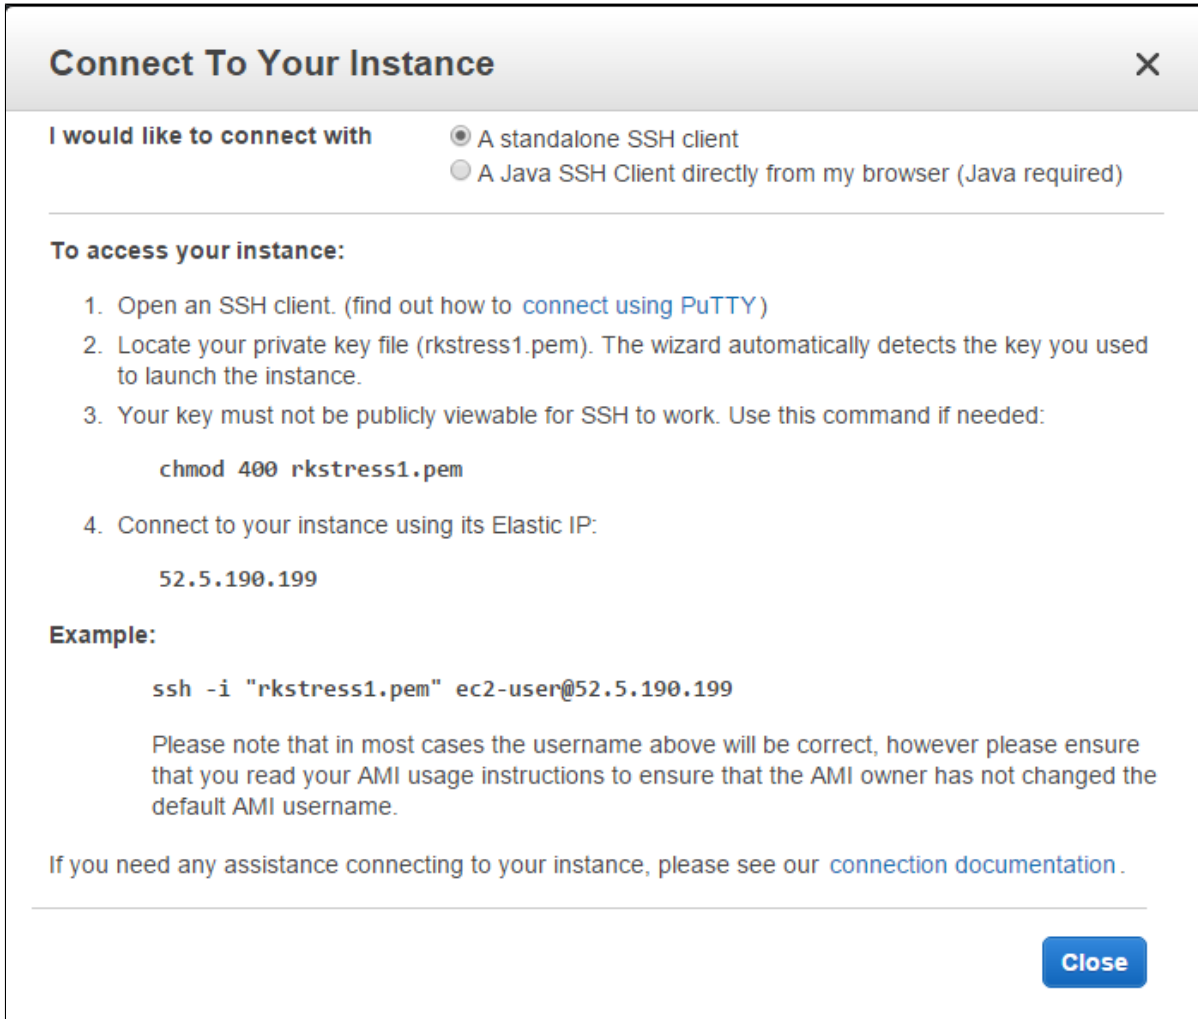 Connect To Your Instance
I would like to connect with
A standalone SSH client
A Java SSH Client directly from my browser (Java required)
To access your instance:
1. Open an SSH client. (find out how to connect using PuTTY)
2. Locate your private key file (rkstress1.pem). The wizard automatically detects the key you used
to launch the instance.
3. Your key must not be publicly viewable for SSH to work. Use this command if needed:
chmod 400 rkstress1.pem
4. Connect to your instance using its Elastic IP:
52.5.190.199
Example:
ssh -i "rkstress1.pem" ec2-user@52.5.190.199
Please note that in most cases the username above will be correct, however please ensure
that you read your AMI usage instructions to ensure that the AMI owner has not changed the
default AMI username.
If you need any assistance connecting to your instance, please see our connection documentation.
Close